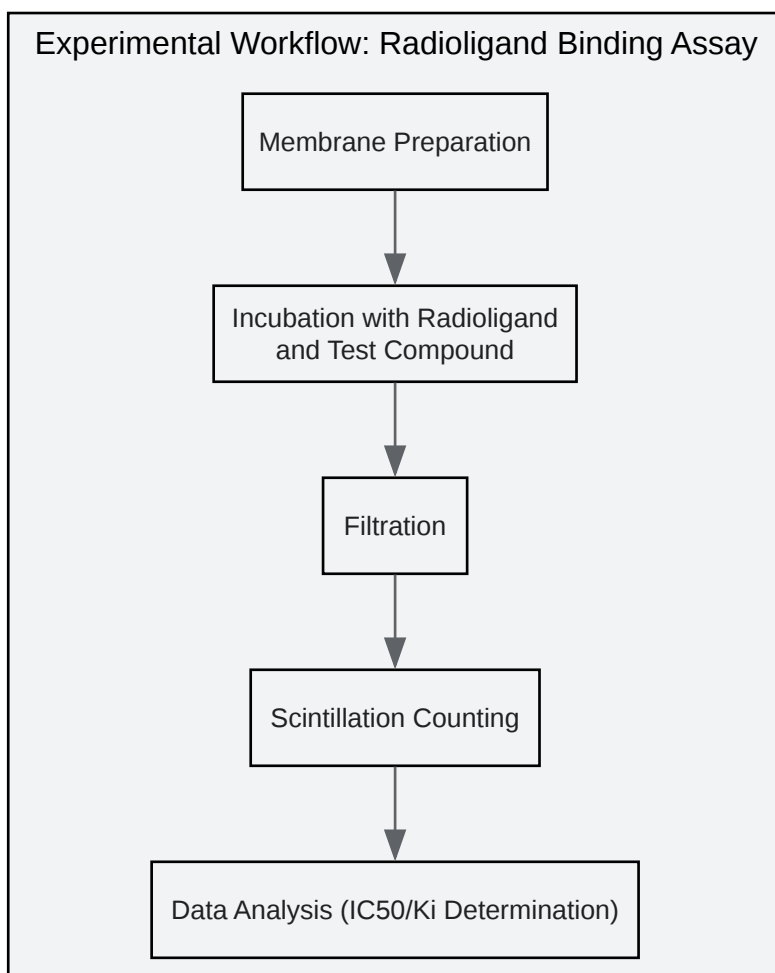 Experimental Workflow: Radioligand Binding Assay
Membrane Preparation
Incubation with Radioligand
and Test Compound
Filtration
Scintillation Counting
Data Analysis (IC50/Ki Determination)